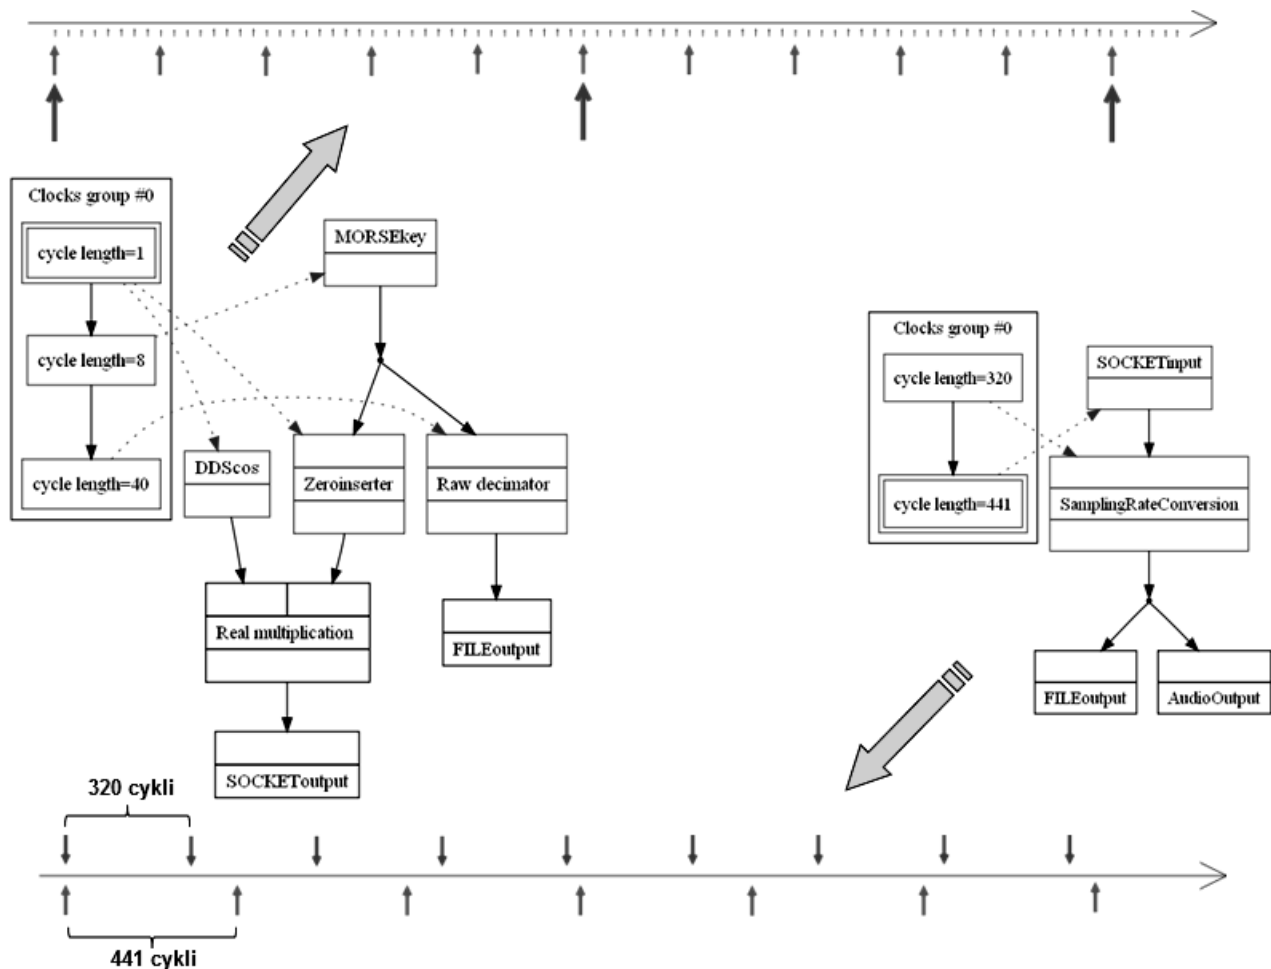 Clocks group #0
cycle length=1
MORSEkey
cycle length=8
Clocks group #0
SOCKETinput
cycle length=320
DDScos
Zeroinserter
Raw decimator
cycle length=40
SamplingRateConversion
cycle length=441
Real multiplication
FILEoutput
FILEoutput
AudioOutput
SOCKEToutput
320 cykli
441 cykli